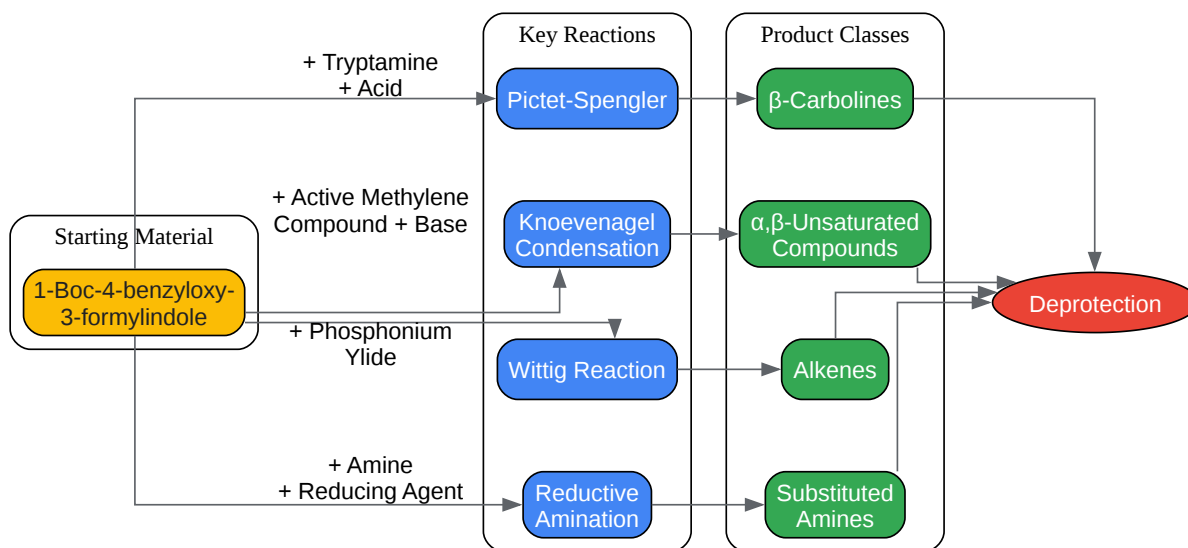 Key Reactions
Product Classes
+ Tryptamine
+ Acid
Pictet-Spengler
β-Carbolines
+ Active Methylene
Compound + Base
Knoevenagel
Condensation
α,β-Unsaturated
Compounds
Starting Material
1-Boc-4-benzyloxy-
3-formylindole
Deprotection
+ Phosphonium
Ylide
Wittig Reaction
Alkenes
+ Amine
+ Reducing Agent
Reductive
Amination
Substituted
Amines